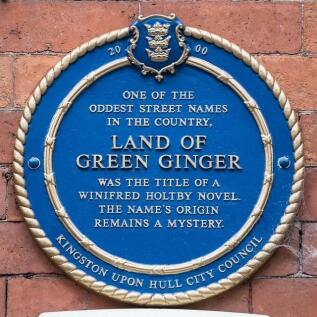 20 00
ONE OF THE
ODDEST STREET NAMES
IN THE COUNTRY,
LAND OF
GREEN GINGER
WAS THE TITLE OF A
WINIFRED HOLTBY NOVEL.
THE NAME'S ORIGIN
REMAINS A MYSTERY.
KINGSTON UPON HULL CITY COUNCIL